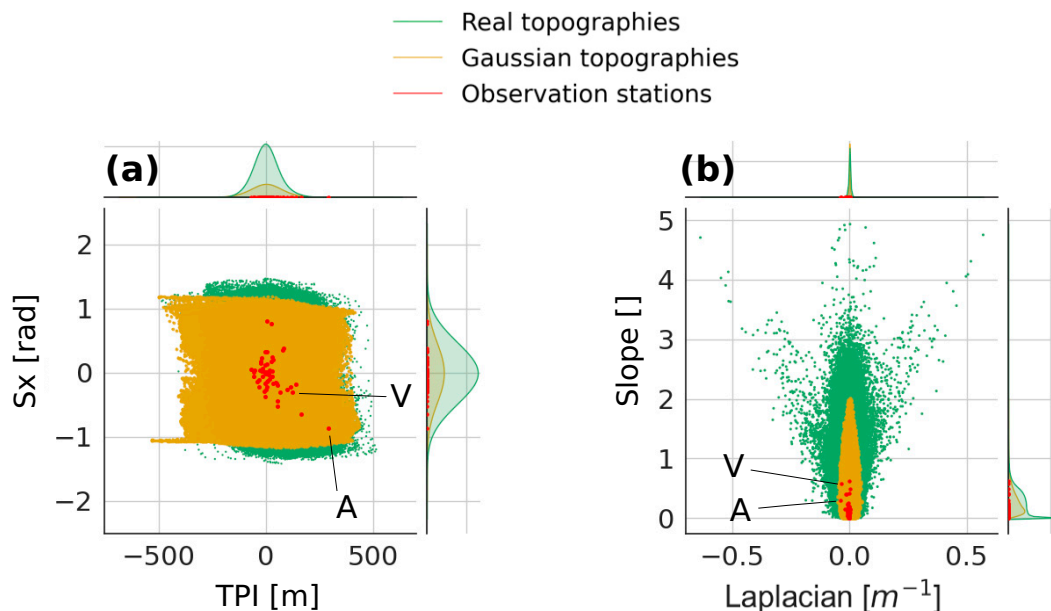 Real topographies
Gaussian topographies
Observation stations
(a)
2
1
0
−1
−2
Sx [rad]
V
A
−500
0
500
TPI [m]
(b)
5
4
3
2
1
0
Slope []
V
A
−0.5
0.0
0.5
Laplacian [m⁻¹]